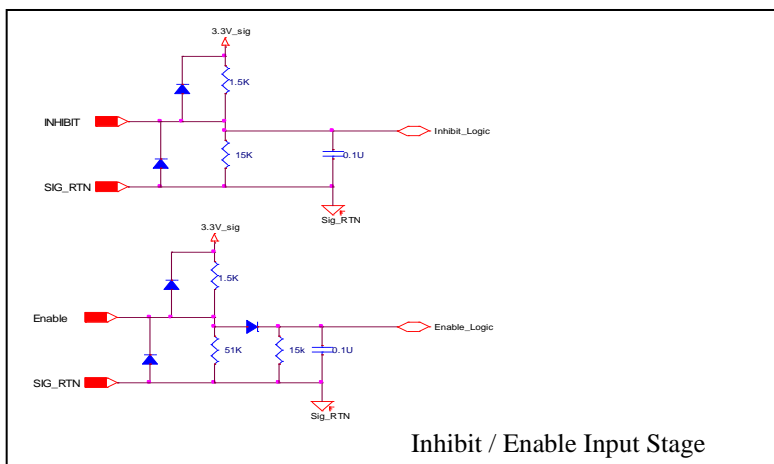 3.3V_sig
1.5K
INHIBIT
Inhibit_Logic
15K
0.1U
SIG_RTN
Sig_RTN
3.3V_sig
1.5K
Enable
Enable_Logic
51K
15k
0.1U
SIG_RTN
Sig_RTN
Inhibit / Enable Input Stage